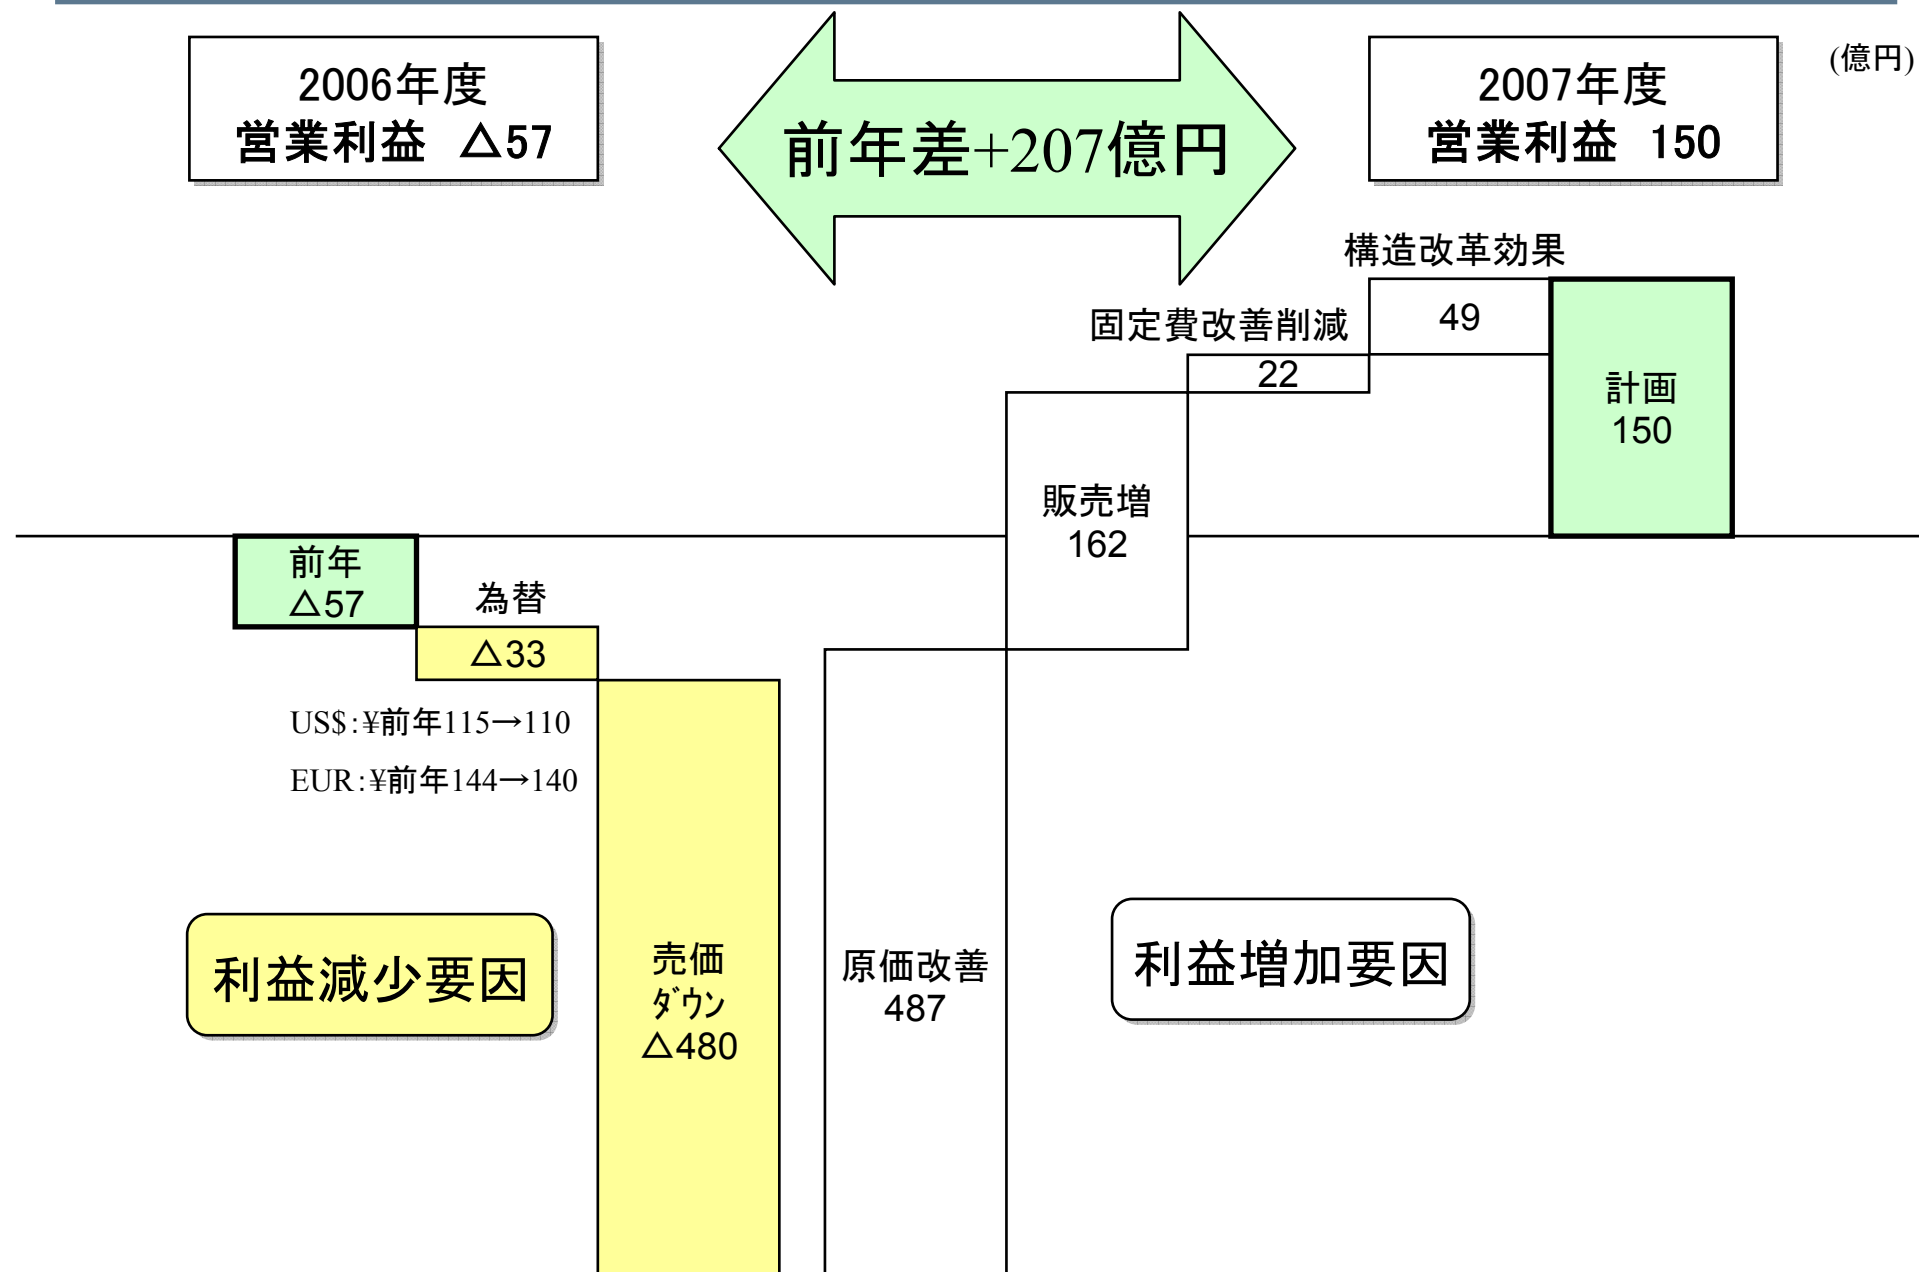 2006年度
営業利益　△57
前年差+207億円
2007年度
営業利益　150
(億円)
構造改革効果
49
固定費改善削減
22
計画
150
販売増
162
前年
△57
為替
△33
US$:¥前年115→110
EUR:¥前年144→140
利益減少要因
売価
ﾀﾞｳﾝ
△480
原価改善
487
利益増加要因